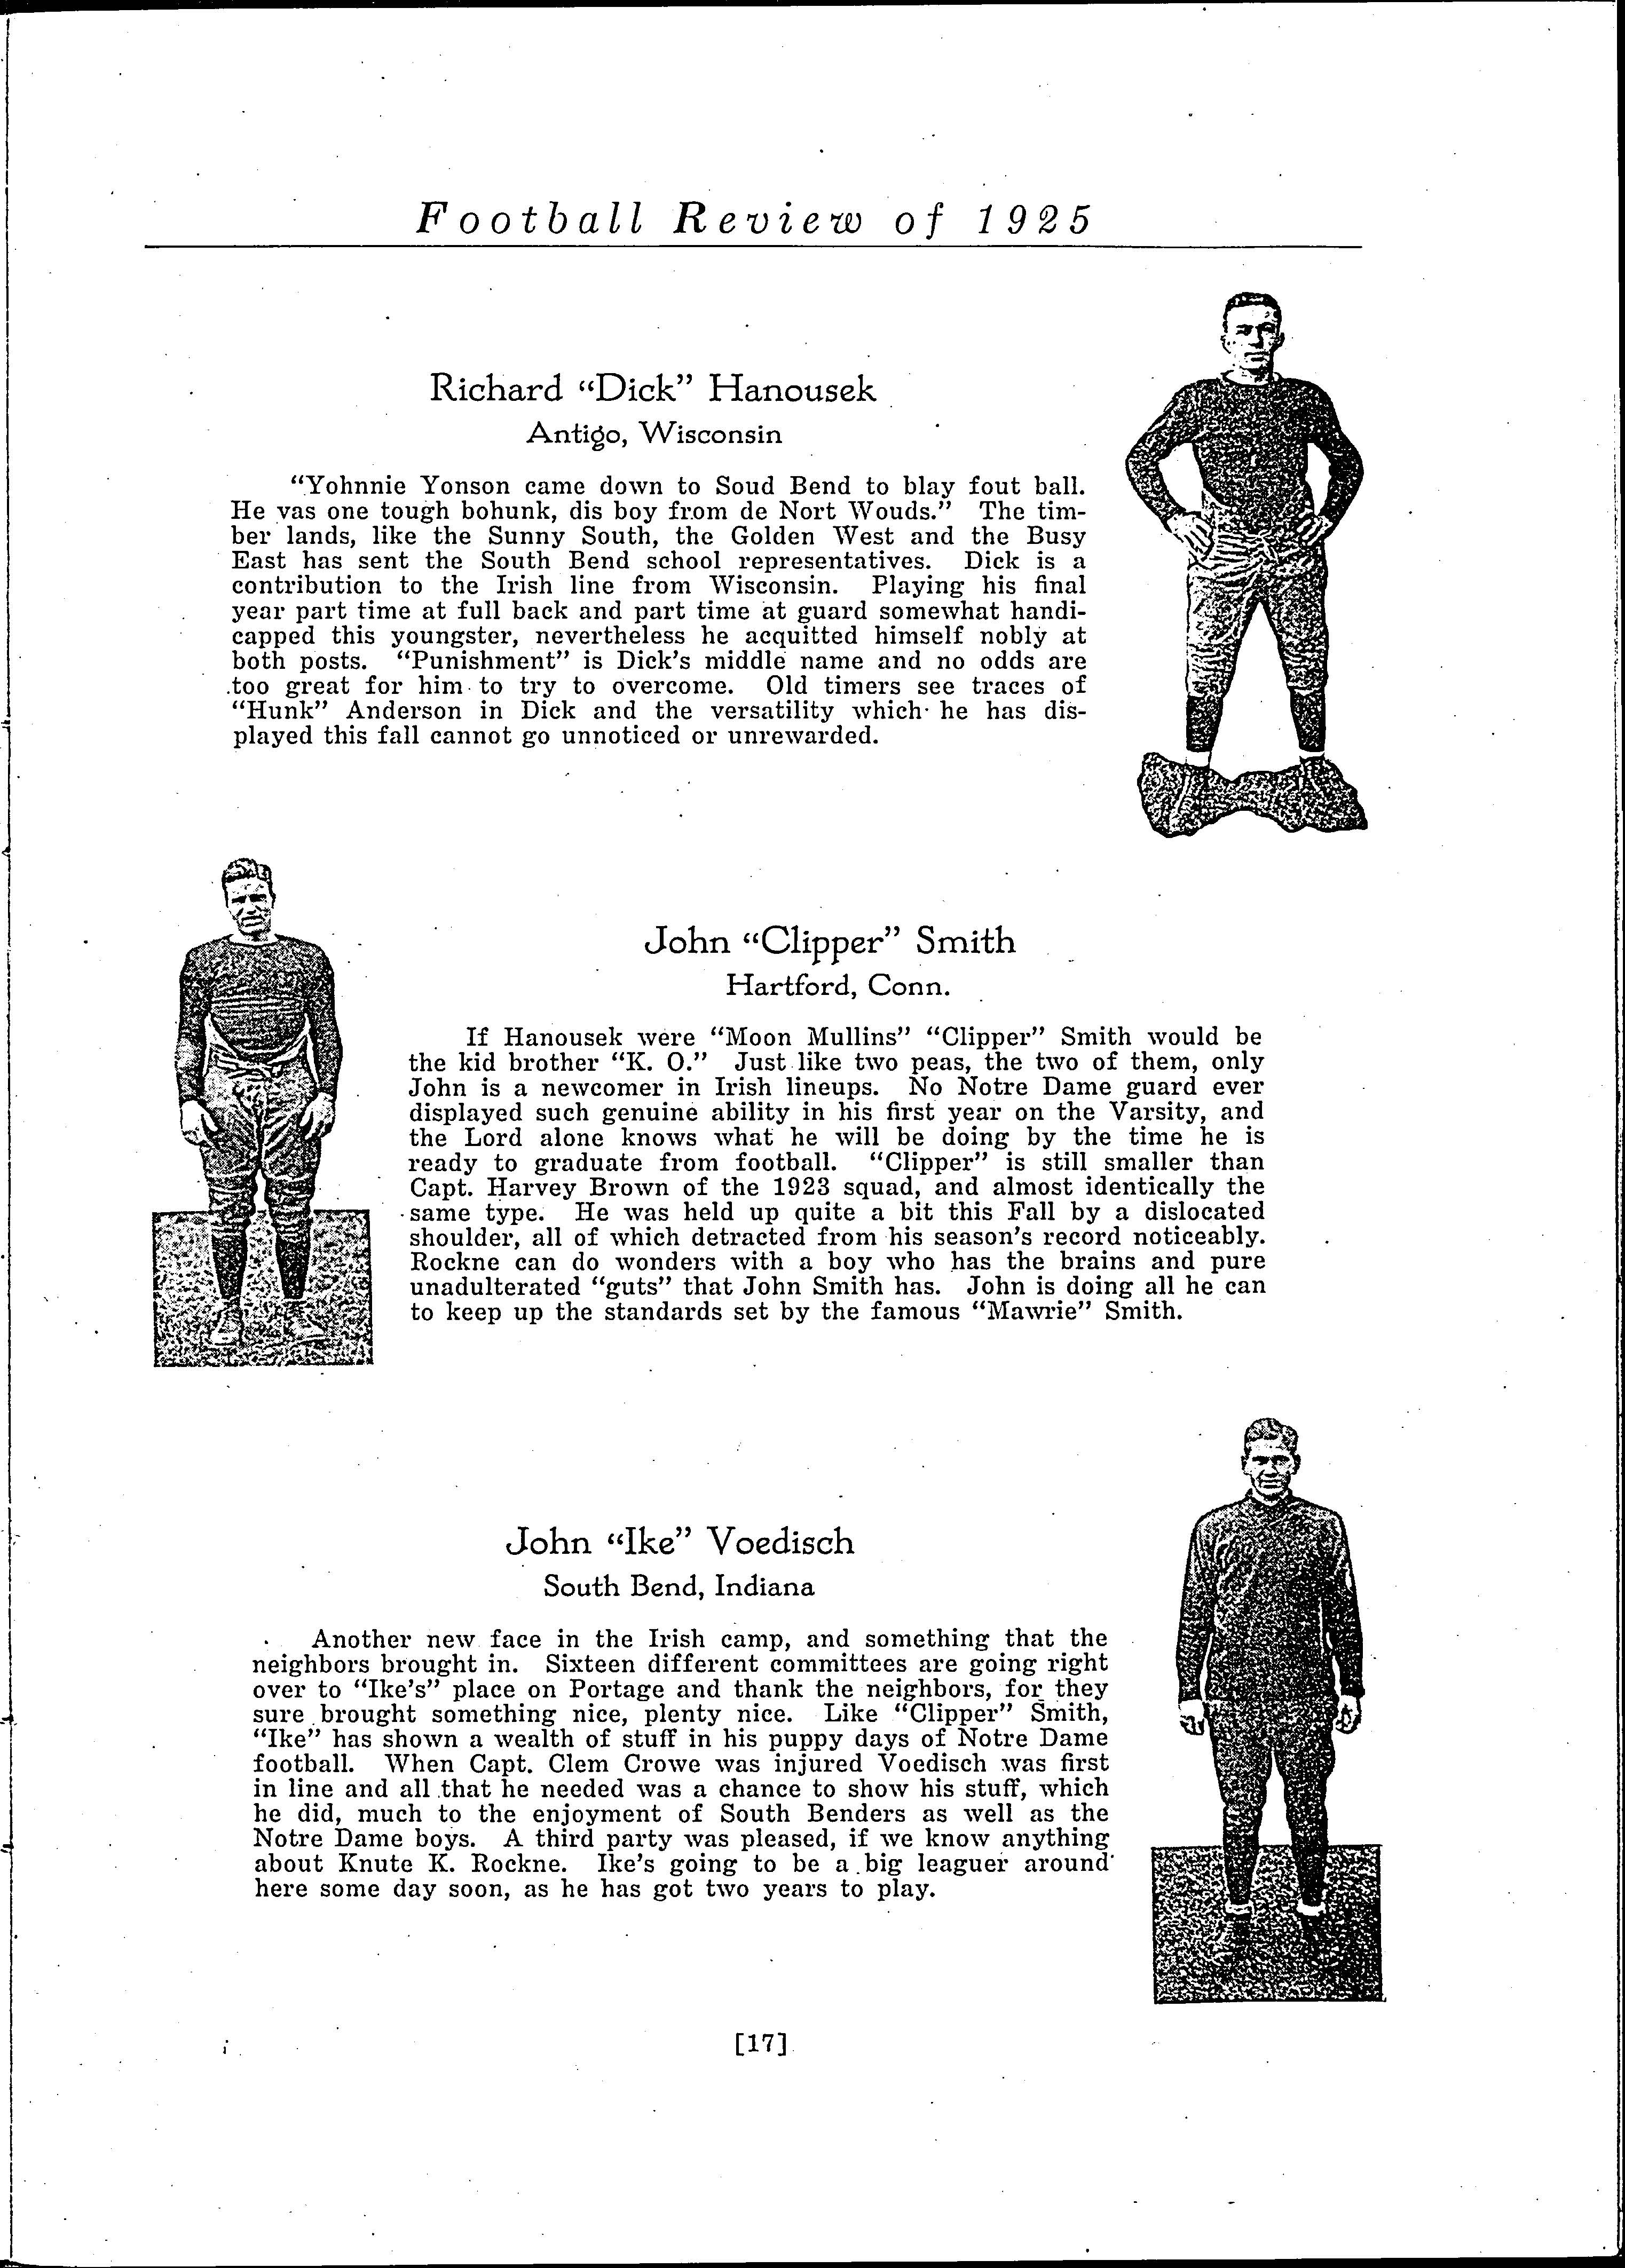 Football Review of 1925
Richard “Dick” Hanousek
Antigo, Wisconsin
“Yohnnie Yonson came down to Soud Bend to blay fout ball.
He vas one tough bohunk, dis boy from de Nort Wouds.” The tim-
ber lands, like the Sunny South, the Golden West and the Busy
East has sent the South Bend school representatives. Dick is a
contribution to the Irish line from Wisconsin. Playing his final
year part time at full back and part time at guard somewhat handi-
capped this youngster, nevertheless he acquitted himself nobly at
both posts. “Punishment” is Dick’s middle name and no odds are
too great for him to try to overcome. Old timers see traces of
“Hunk” Anderson in Dick and the versatility which he has dis-
played this fall cannot go unnoticed or unrewarded.
John “Clipper” Smith
Hartford, Conn.
If Hanousek were “Moon Mullins” “Clipper” Smith would be
the kid brother “K. O.” Just like two peas, the two of them, only
John is a newcomer in Irish lineups. No Notre Dame guard ever
displayed such genuine ability in his first year on the Varsity, and
the Lord alone knows what he will be doing by the time he is
ready to graduate from football. “Clipper” is still smaller than
Capt. Harvey Brown of the 1923 squad, and almost identically the
same type. He was held up quite a bit this Fall by a dislocated
shoulder, all of which detracted from his season’s record noticeably.
Rockne can do wonders with a boy who has the brains and pure
unadulterated “guts” that John Smith has. John is doing all he can
to keep up the standards set by the famous “Mawrie” Smith.
John “Ike” Voedisch
South Bend, Indiana
Another new face in the Irish camp, and something that the
neighbors brought in. Sixteen different committees are going right
over to “Ike’s” place on Portage and thank the neighbors, for they
sure brought something nice, plenty nice. Like “Clipper” Smith,
“Ike” has shown a wealth of stuff in his puppy days of Notre Dame
football. When Capt. Clem Crowe was injured Voedisch was first
in line and all that he needed was a chance to show his stuff, which
he did, much to the enjoyment of South Benders as well as the
Notre Dame boys. A third party was pleased, if we know anything
about Knute K. Rockne. Ike’s going to be a big leaguer around
here some day soon, as he has got two years to play.
[17]